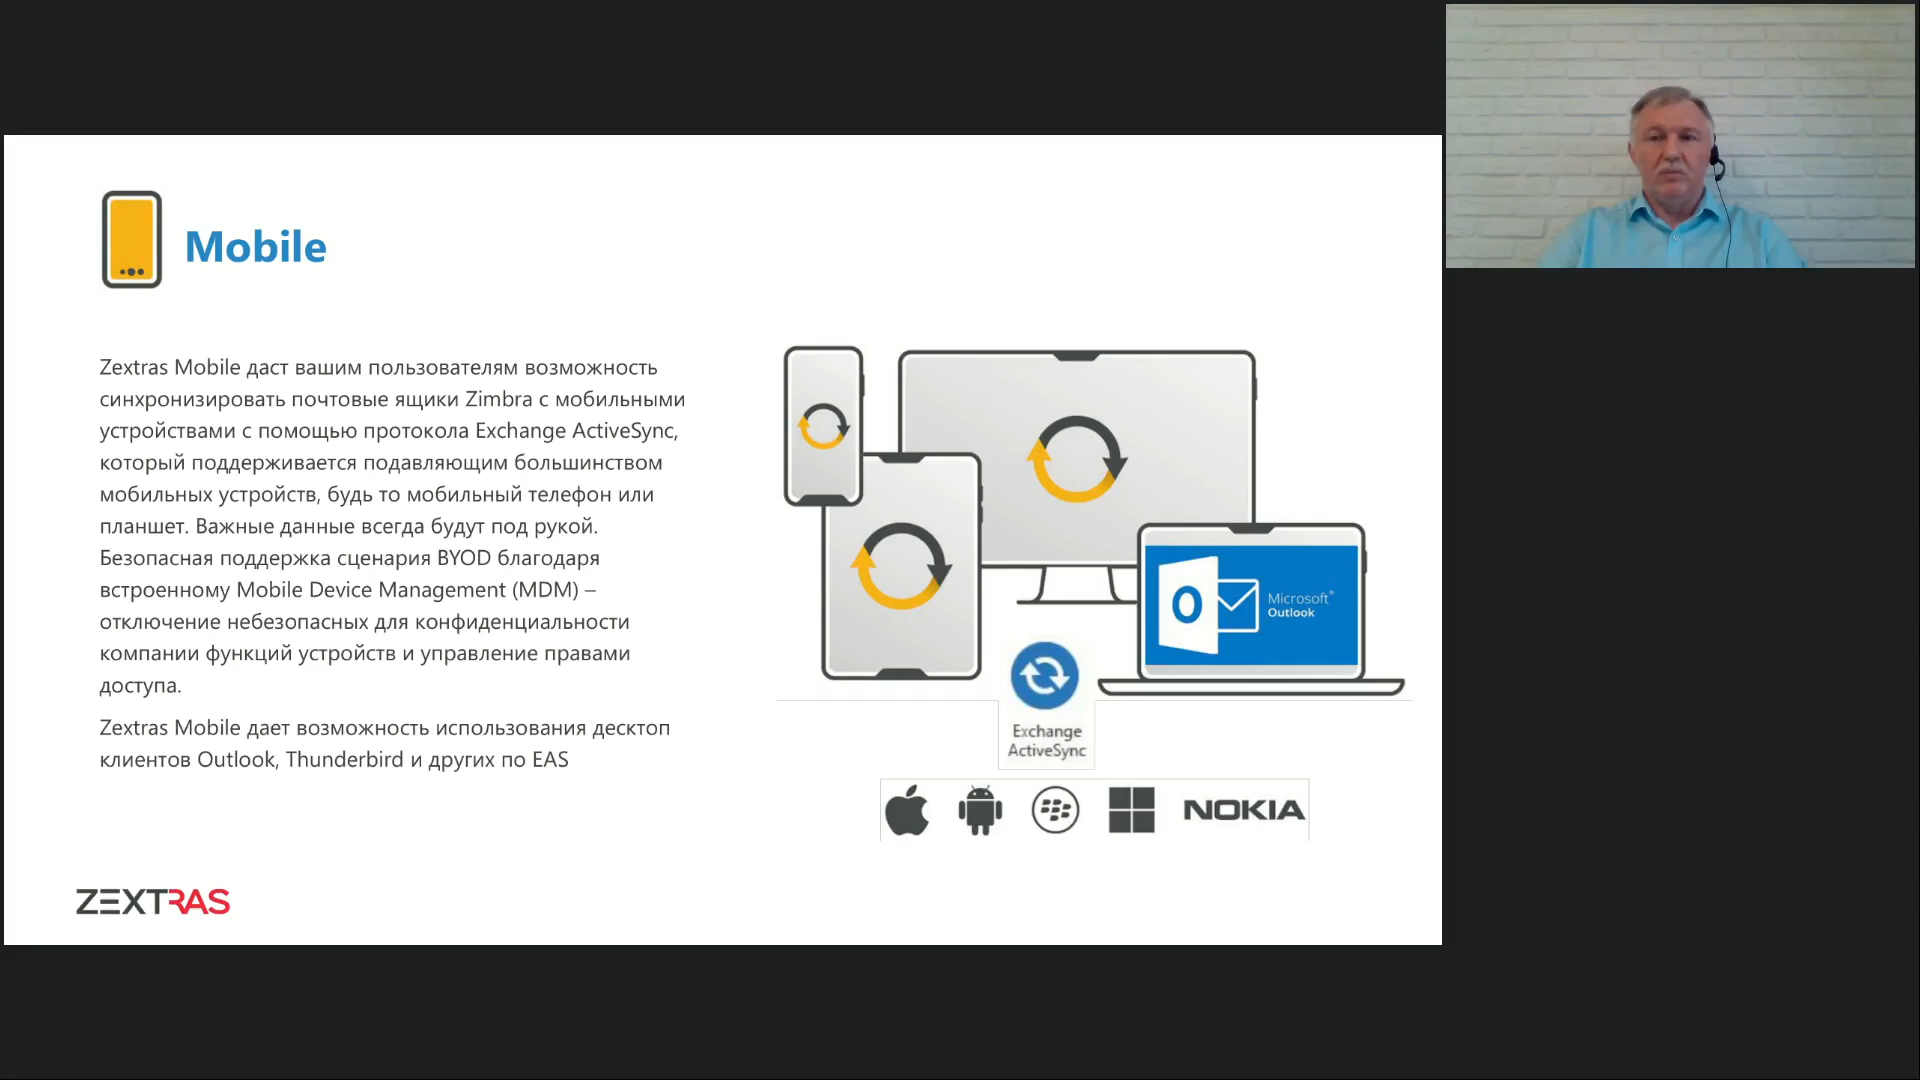 Mobile
Zextras Mobile даст вашим пользователям возможность
синхронизировать почтовые ящики Zimbra с мобильными
устройствами с помощью протокола Exchange ActiveSync,
который поддерживается подавляющим большинством
мобильных устройств, будь то мобильный телефон или
планшет. Важные данные всегда будут под рукой.
Безопасная поддержка сценария BYOD благодаря
встроенному Mobile Device Management (MDM) –
отключение небезопасных для конфиденциальности
компании функций устройств и управление правами
доступа.
Zextras Mobile дает возможность использования десктоп
клиентов Outlook, Thunderbird и других по EAS
Microsoft®
Outlook
Exchange
ActiveSync
NOKIA
ZEXTRAS